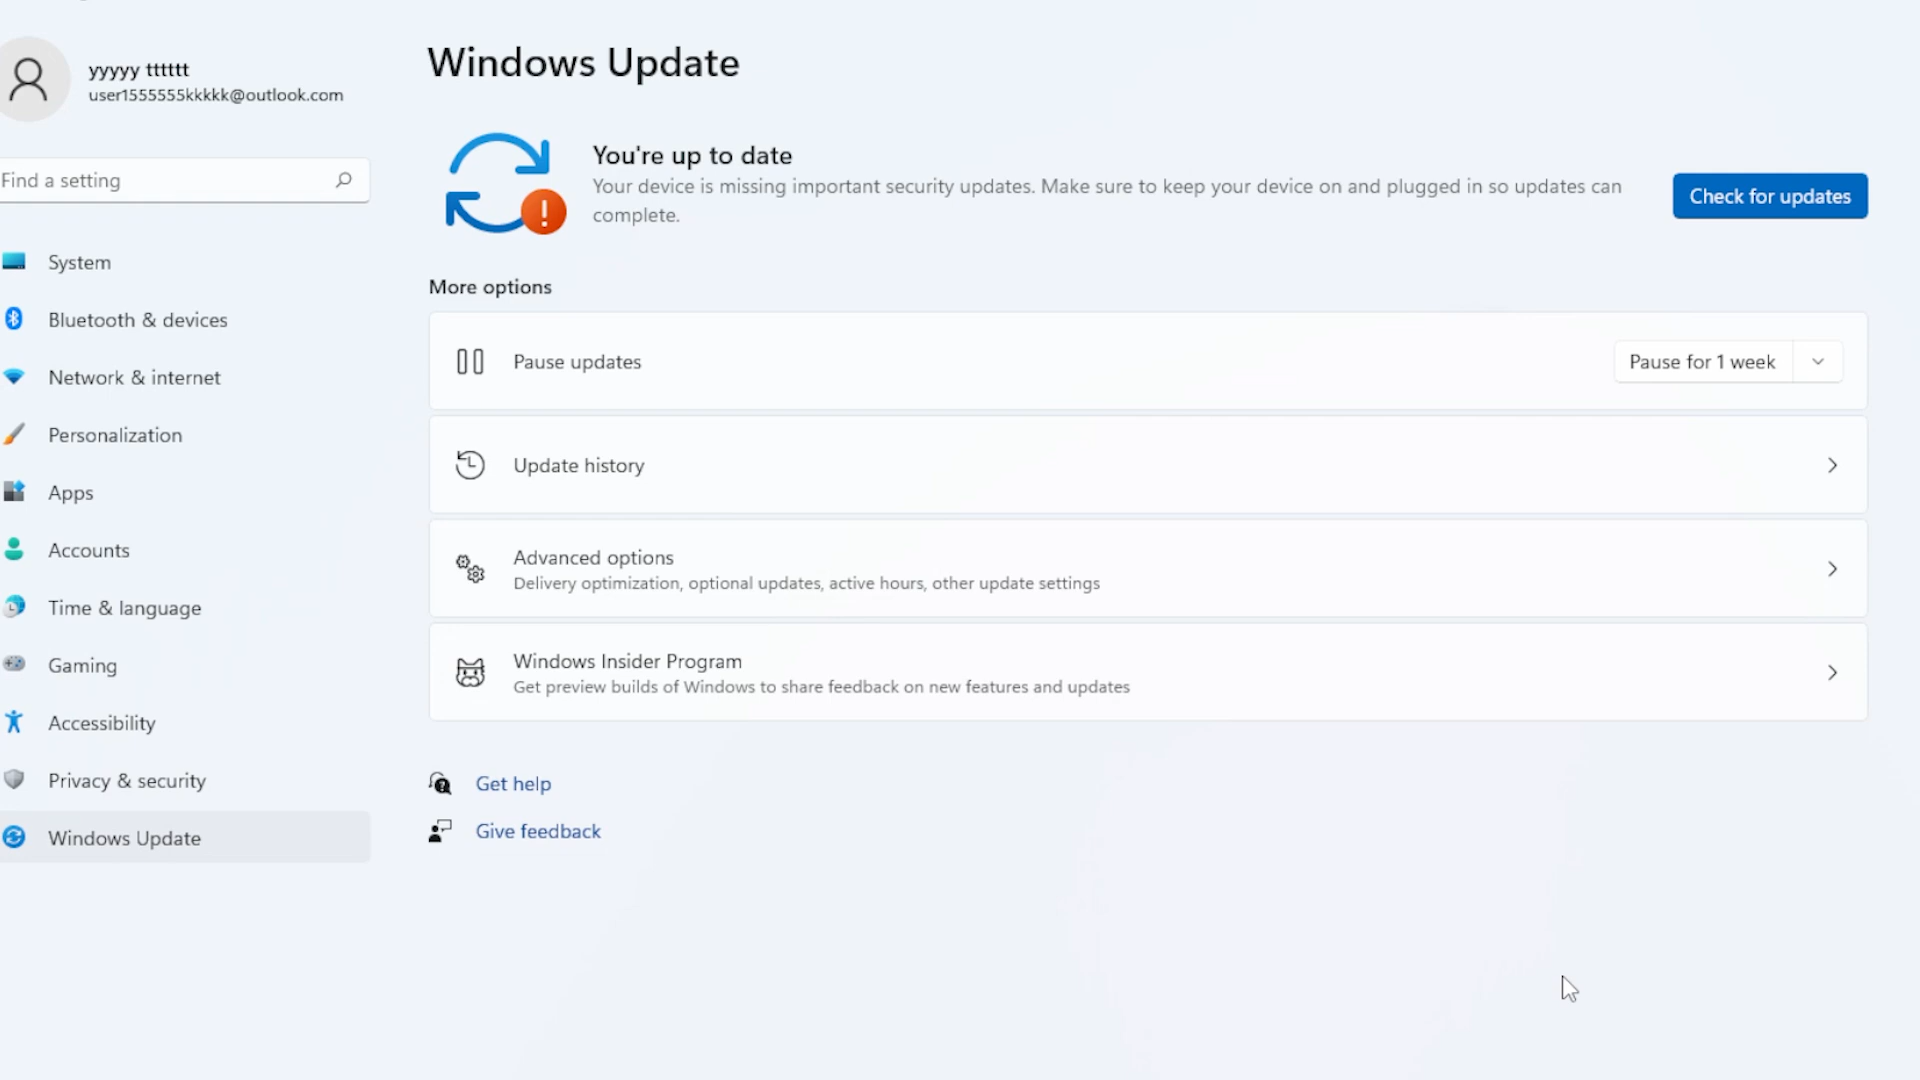 yyyyy tttttt
user1555555kkkkk@outlook.com
Find a setting
System
Bluetooth & devices
Network & internet
Personalization
Apps
Accounts
Time & language
Gaming
Accessibility
Privacy & security
Windows Update
Windows Update
You're up to date
Your device is missing important security updates. Make sure to keep your device on and plugged in so updates can
complete.
Check for updates
More options
Pause updates
Pause for 1 week
Update history
Advanced options
Delivery optimization, optional updates, active hours, other update settings
Windows Insider Program
Get preview builds of Windows to share feedback on new features and updates
Get help
Give feedback